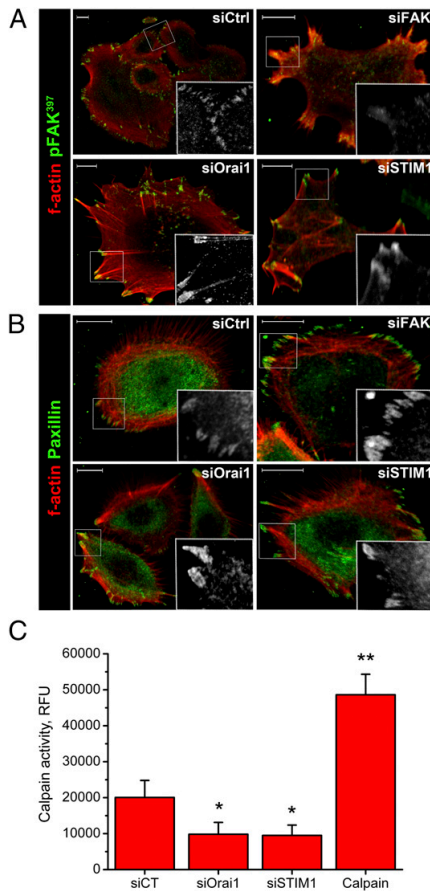 A
f-actin pFAK³⁹⁷
siCtrl
siFAK
siOrai1
siSTIM1
B
f-actin Paxillin
siCtrl
siFAK
siOrai1
siSTIM1
C
Calpain activity, RFU
60000
50000
40000
30000
20000
10000
0
*
*
**
siCT
siOrai1
siSTIM1
Calpain